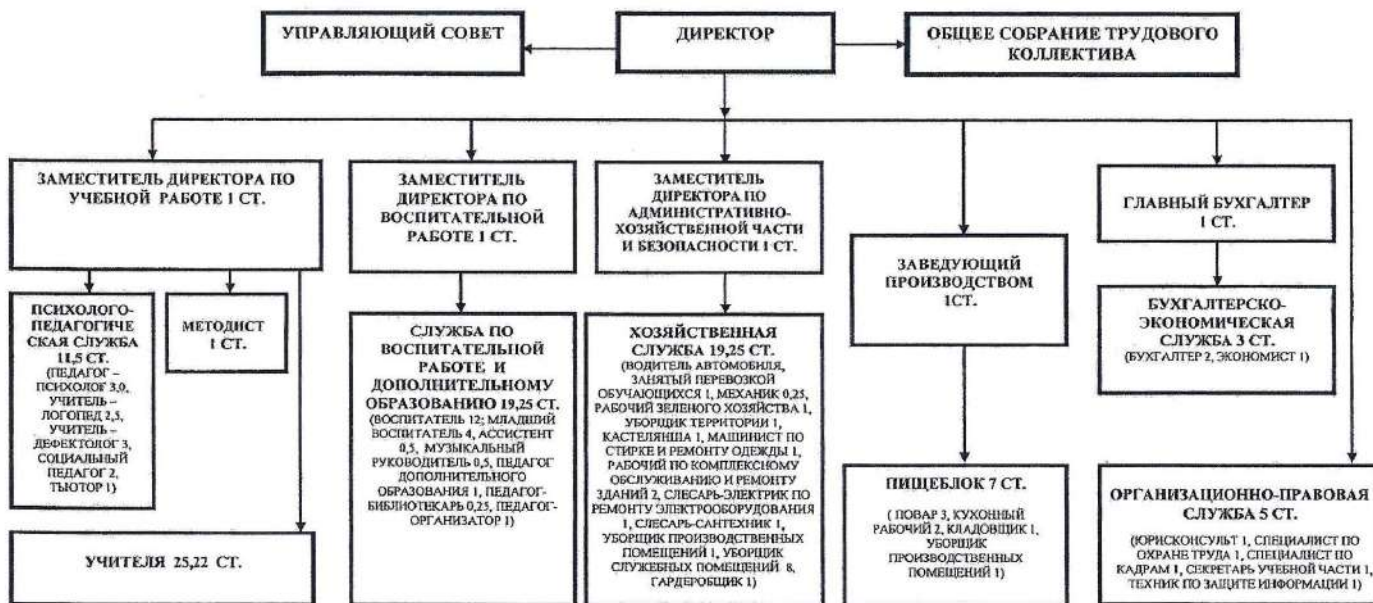 УПРАВЛЯЮЩИЙ СОВЕТ
ДИРЕКТОР
ОБЩЕЕ СОБРАНИЕ ТРУДОВОГО
КОЛЛЕКТИВА
ЗАМЕСТИТЕЛЬ ДИРЕКТОРА ПО
УЧЕБНОЙ РАБОТЕ 1 СТ.
ЗАМЕСТИТЕЛЬ
ДИРЕКТОРА ПО
ВОСПИТАТЕЛЬНОЙ
РАБОТЕ 1 СТ.
ЗАМЕСТИТЕЛЬ
ДИРЕКТОРА ПО
АДМИНИСТРАТИВНО-
ХОЗЯЙСТВЕННОЙ ЧАСТИ
И БЕЗОПАСНОСТИ 1 СТ.
ЗАВЕДУЮЩИЙ
ПРОИЗВОДСТВОМ
1СТ.
ГЛАВНЫЙ БУХГАЛТЕР
1 СТ.
ПСИХОЛОГО-
ПЕДАГОГИЧЕ
СКАЯ СЛУЖБА
11,5 СТ.
(ПЕДАГОГ –
ПСИХОЛОГ 3,0,
УЧИТЕЛЬ –
ЛОГОПЕД 2,5,
УЧИТЕЛЬ –
ДЕФЕКТОЛОГ 3,
СОЦИАЛЬНЫЙ
ПЕДАГОГ 2,
ТЬЮТОР 1)
МЕТОДИСТ
1 СТ.
УЧИТЕЛЯ 25,22 СТ.
СЛУЖБА ПО
ВОСПИТАТЕЛЬНОЙ
РАБОТЕ И
ДОПОЛНИТЕЛЬНОМУ
ОБРАЗОВАНИЮ 19,25 СТ.
(ВОСПИТАТЕЛЬ 12; МЛАДШИЙ
ВОСПИТАТЕЛЬ 4, АССИСТЕНТ
0,5, МУЗЫКАЛЬНЫЙ
РУКОВОДИТЕЛЬ 0,5, ПЕДАГОГ
ДОПОЛНИТЕЛЬНОГО
ОБРАЗОВАНИЯ 1, ПЕДАГОГ-
БИБЛИОТЕКАРЬ 0,25, ПЕДАГОГ-
ОРГАНИЗАТОР 1)
ХОЗЯЙСТВЕННАЯ
СЛУЖБА 19,25 СТ.
(ВОДИТЕЛЬ АВТОМОБИЛЯ,
ЗАНЯТЫЙ ПЕРЕВОЗКОЙ
ОБУЧАЮЩИХСЯ 1, МЕХАНИК 0,25,
РАБОЧИЙ ЗЕЛЕНОГО ХОЗЯЙСТВА 1,
УБОРЩИК ТЕРРИТОРИИ 1,
КАСТЕЛЯНША 1, МАШИНИСТ ПО
СТИРКЕ И РЕМОНТУ ОДЕЖДЫ 1,
РАБОЧИЙ ПО КОМПЛЕКСНОМУ
ОБСЛУЖИВАНИЮ И РЕМОНТУ
ЗДАНИЙ 2, СЛЕСАРЬ-ЭЛЕКТРИК ПО
РЕМОНТУ ЭЛЕКТРООБОРУДОВАНИЯ
1, СЛЕСАРЬ-САНТЕХНИК 1,
УБОРЩИК ПРОИЗВОДСТВЕННЫХ
ПОМЕЩЕНИЙ 1, УБОРЩИК
СЛУЖЕБНЫХ ПОМЕЩЕНИЙ 8,
ГАРДЕРОБЩИК 1)
ПИЩЕБЛОК 7 СТ.
( ПОВАР 3, КУХОННЫЙ
РАБОЧИЙ 2, КЛАДОВЩИК 1,
УБОРЩИК
ПРОИЗВОДСТВЕННЫХ
ПОМЕЩЕНИЙ 1)
БУХГАЛТЕРСКО-
ЭКОНОМИЧЕСКАЯ
СЛУЖБА 3 СТ.
(БУХГАЛТЕР 2, ЭКОНОМИСТ 1)
ОРГАНИЗАЦИОННО-ПРАВОВАЯ
СЛУЖБА 5 СТ.
(ЮРИСКОНСУЛЬТ 1, СПЕЦИАЛИСТ ПО
ОХРАНЕ ТРУДА 1, СПЕЦИАЛИСТ ПО
КАДРАМ 1, СЕКРЕТАРЬ УЧЕБНОЙ ЧАСТИ 1,
ТЕХНИК ПО ЗАЩИТЕ ИНФОРМАЦИИ 1)